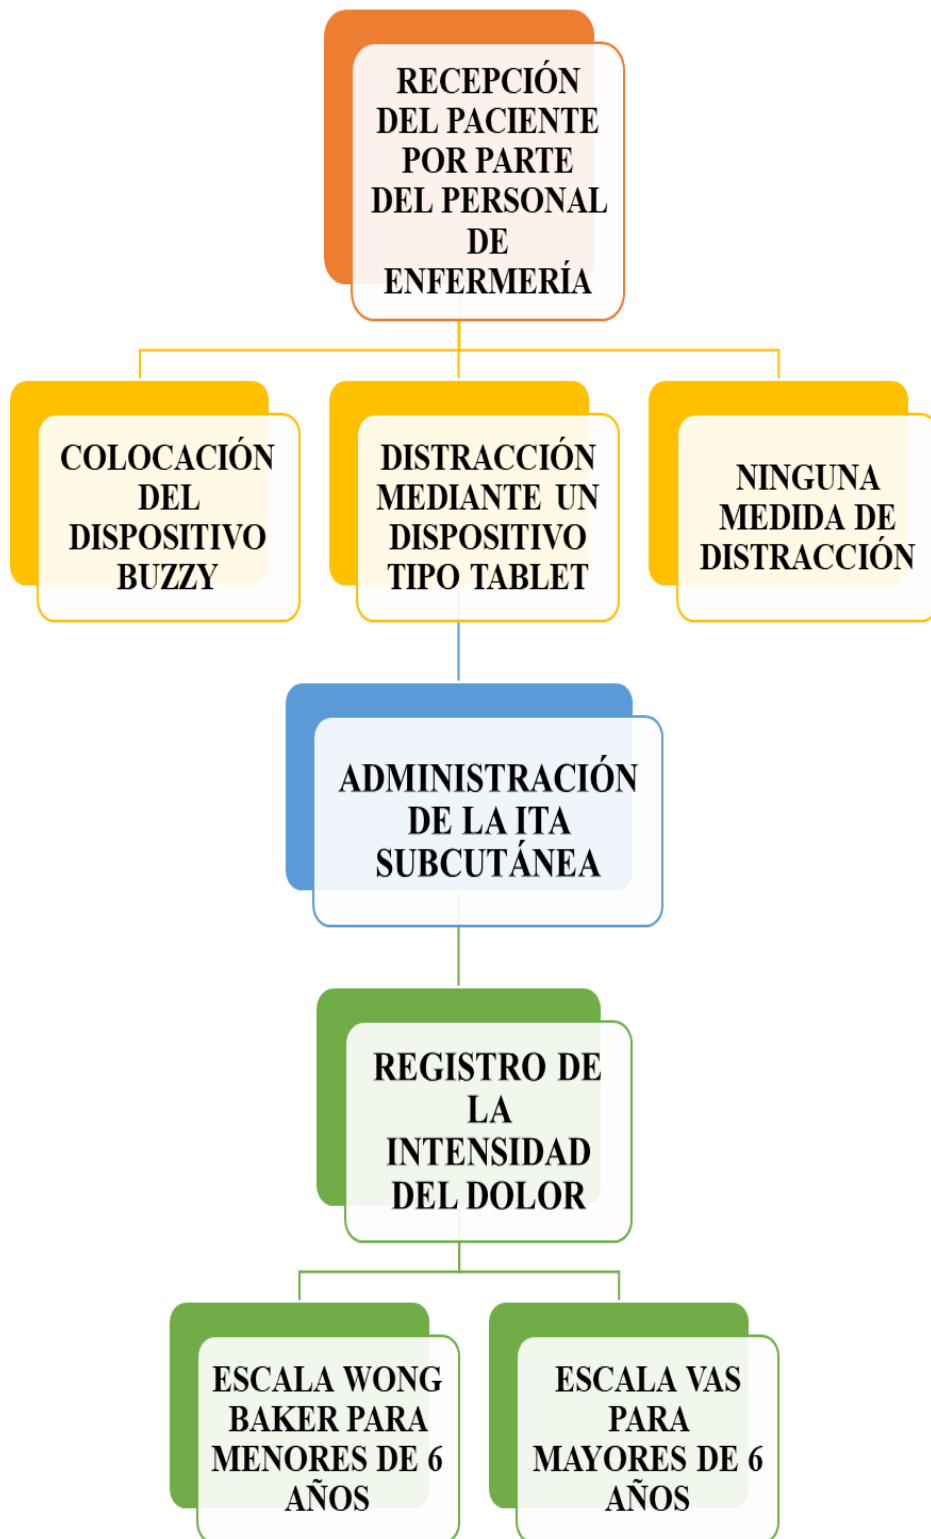 RECEPCIÓN
DEL PACIENTE
POR PARTE
DEL PERSONAL
DE
ENFERMERÍA
COLOCACIÓN
DEL
DISPOSITIVO
BUZZY
DISTRACCIÓN
MEDIANTE UN
DISPOSITIVO
TIPO TABLET
NINGUNA
MEDIDA DE
DISTRACCIÓN
ADMINISTRACIÓN
DE LA ITA
SUBCUTÁNEA
REGISTRO DE
LA
INTENSIDAD
DEL DOLOR
ESCALA WONG
BAKER PARA
MENORES DE 6
AÑOS
ESCALA VAS
PARA
MAYORES DE 6
AÑOS